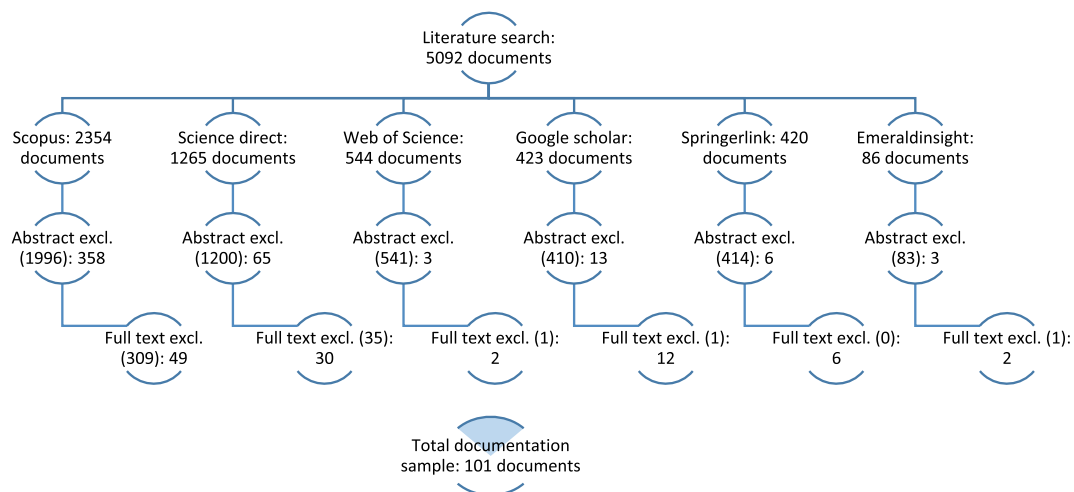 Literature search:
5092 documents
Scopus: 2354
documents
Science direct:
1265 documents
Web of Science:
544 documents
Google scholar:
423 documents
Springerlink: 420
documents
Emeraldinsight:
86 documents
Abstract excl.
(1996): 358
Abstract excl.
(1200): 65
Abstract excl.
(541): 3
Abstract excl.
(410): 13
Abstract excl.
(414): 6
Abstract excl.
(83): 3
Full text excl.
(309): 49
Full text excl. (35):
30
Full text excl. (1):
2
Full text excl. (1):
12
Full text excl. (0):
6
Full text excl. (1):
2
Total documentation
sample: 101 documents